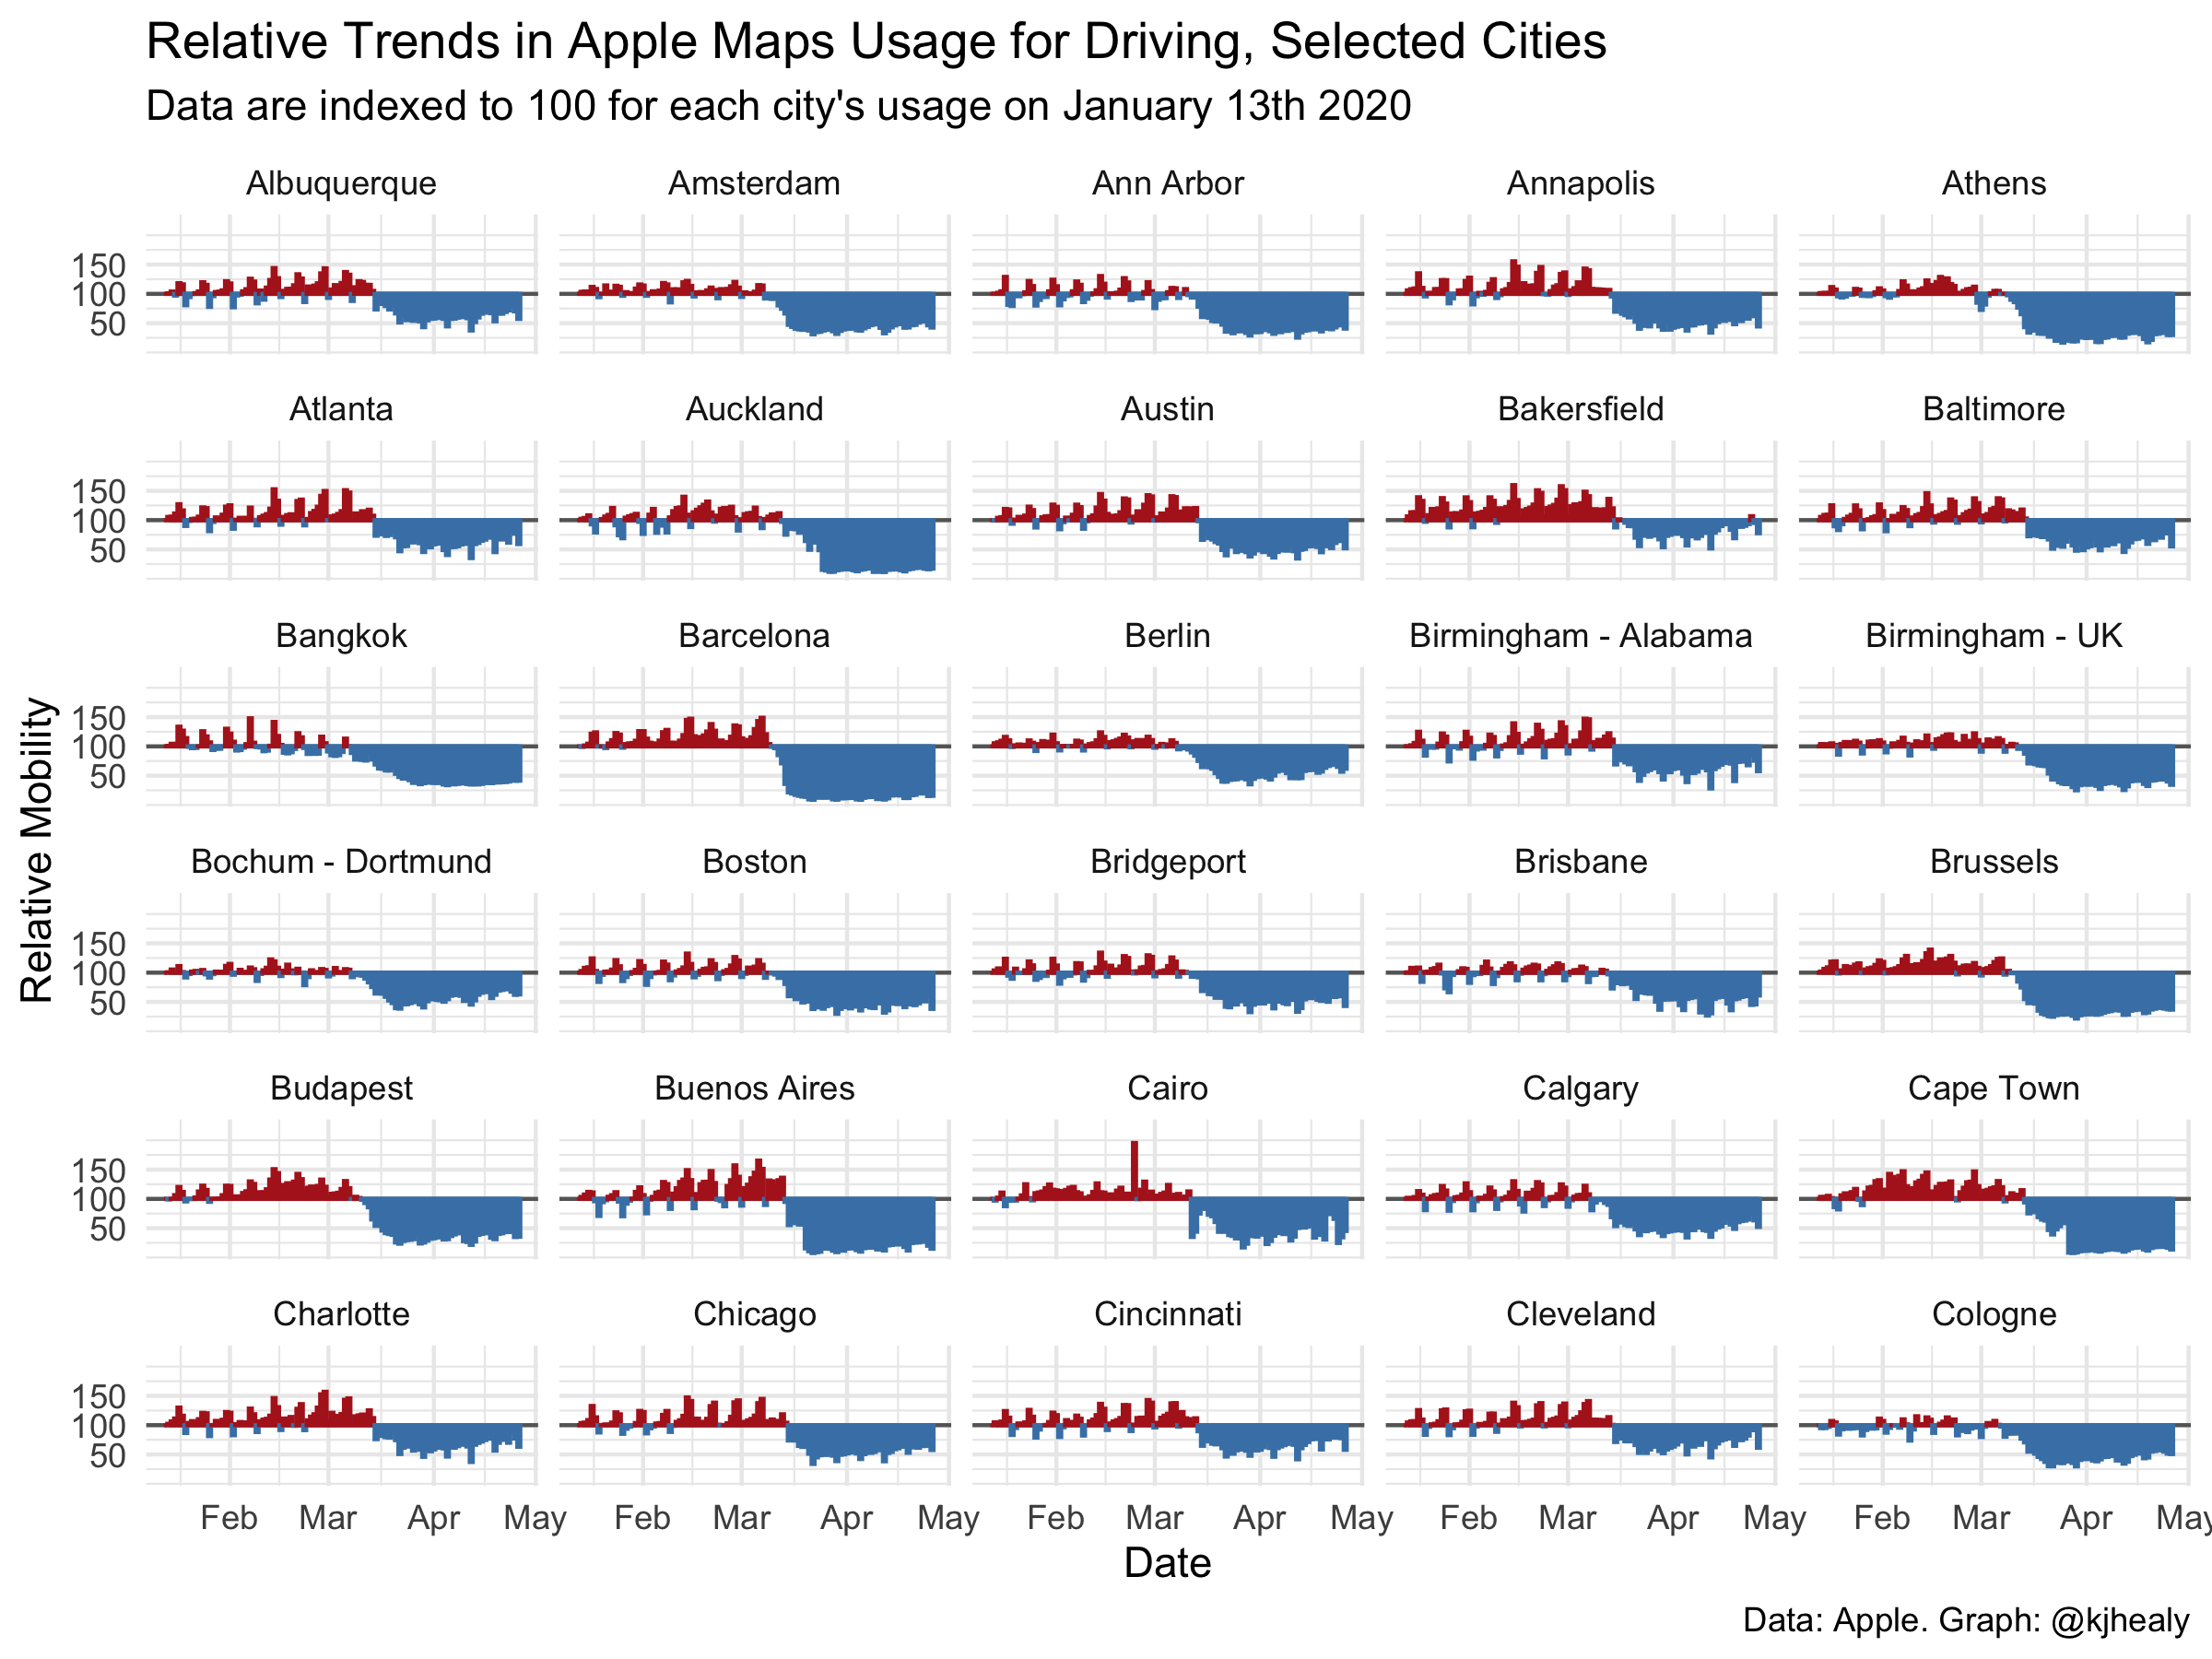 Relative Trends in Apple Maps Usage for Driving, Selected Cities
Data are indexed to 100 for each city's usage on January 13th 2020
Albuquerque Amsterdam Ann Arbor Annapolis Athens
150
100
50
Atlanta Auckland Austin Bakersfield Baltimore
150
100
50
Bangkok Barcelona Berlin Birmingham - Alabama Birmingham - UK
150
100
50
Relative Mobility
Bochum - Dortmund Boston Bridgeport Brisbane Brussels
150
100
50
Budapest Buenos Aires Cairo Calgary Cape Town
150
100
50
Charlotte Chicago Cincinnati Cleveland Cologne
150
100
50
Feb Mar Apr May Feb Mar Apr May Feb Mar Apr May Feb Mar Apr May Feb Mar Apr May
Date
Data: Apple. Graph: @kjhealy